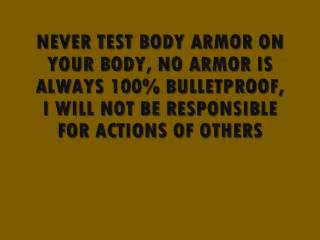 NEVER TEST BODY ARMOR ON
YOUR BODY, NO ARMOR IS
ALWAYS 100% BULLETPROOF,
I WILL NOT BE RESPONSIBLE
FOR ACTIONS OF OTHERS